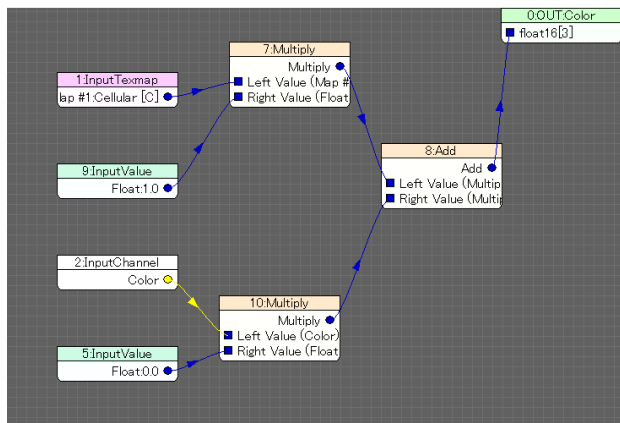 0:OUT:Color
float16[3]
7:Multiply
Multiply
Left Value (Map #
Right Value (Float
1:InputTexmap
ap #1:Cellular [C]
9:InputValue
Float:1.0
8:Add
Add
Left Value (Multip
Right Value (Multip
2:InputChannel
Color
10:Multiply
Multiply
Left Value (Color)
Right Value (Float
5:InputValue
Float:0.0